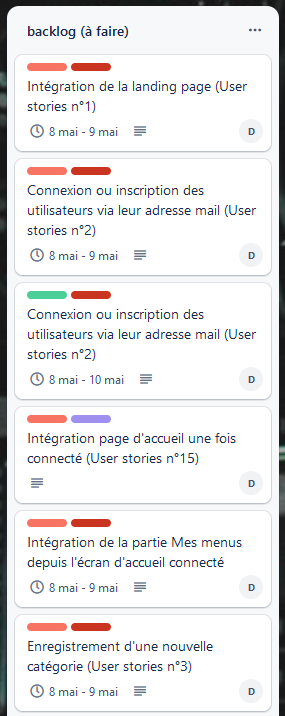 backlog (à faire)
Intégration de la landing page (User
stories n°1)
8 mai - 9 mai
D
Connexion ou inscription des
utilisateurs via leur adresse mail (User
stories n°2)
8 mai - 9 mai
D
Connexion ou inscription des
utilisateurs via leur adresse mail (User
stories n°2)
8 mai - 10 mai
D
Intégration page d'accueil une fois
connecté (User stories n°15)
D
Intégration de la partie Mes menus
depuis l'écran d'accueil connecté
8 mai - 9 mai
D
Enregistrement d'une nouvelle
catégorie (User stories n°3)
8 mai - 9 mai
D